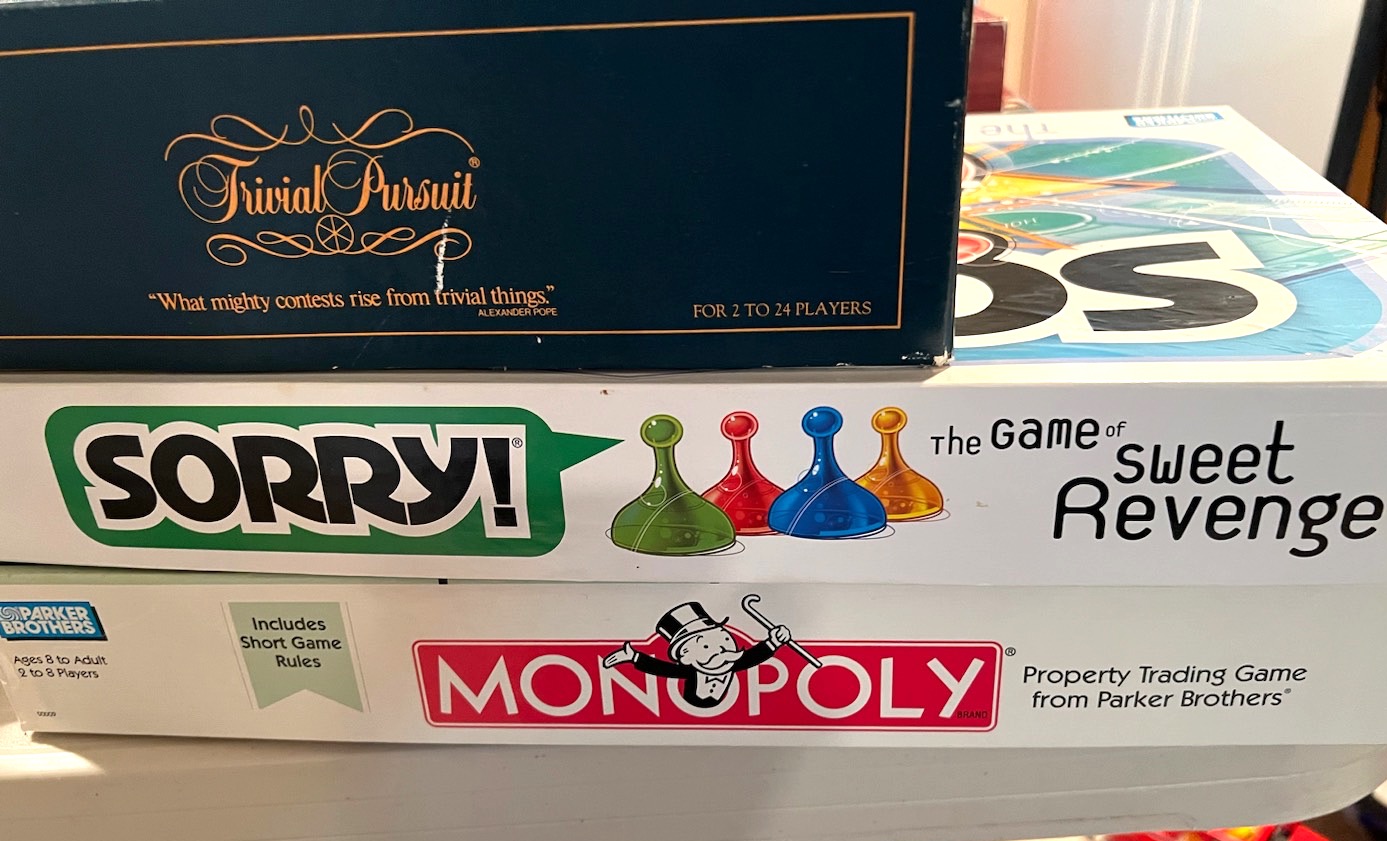 Trivial Pursuit®
“What mighty contests rise from trivial things.”
ALEXANDER POPE
FOR 2 TO 24 PLAYERS
The
SORRY!®
The Game of
sweet
Revenge
PARKER
BROTHERS
Ages 8 to Adult
2 to 8 Players
Includes
Short Game
Rules
MONOPOLY®
BRAND
Property Trading Game
from Parker Brothers®